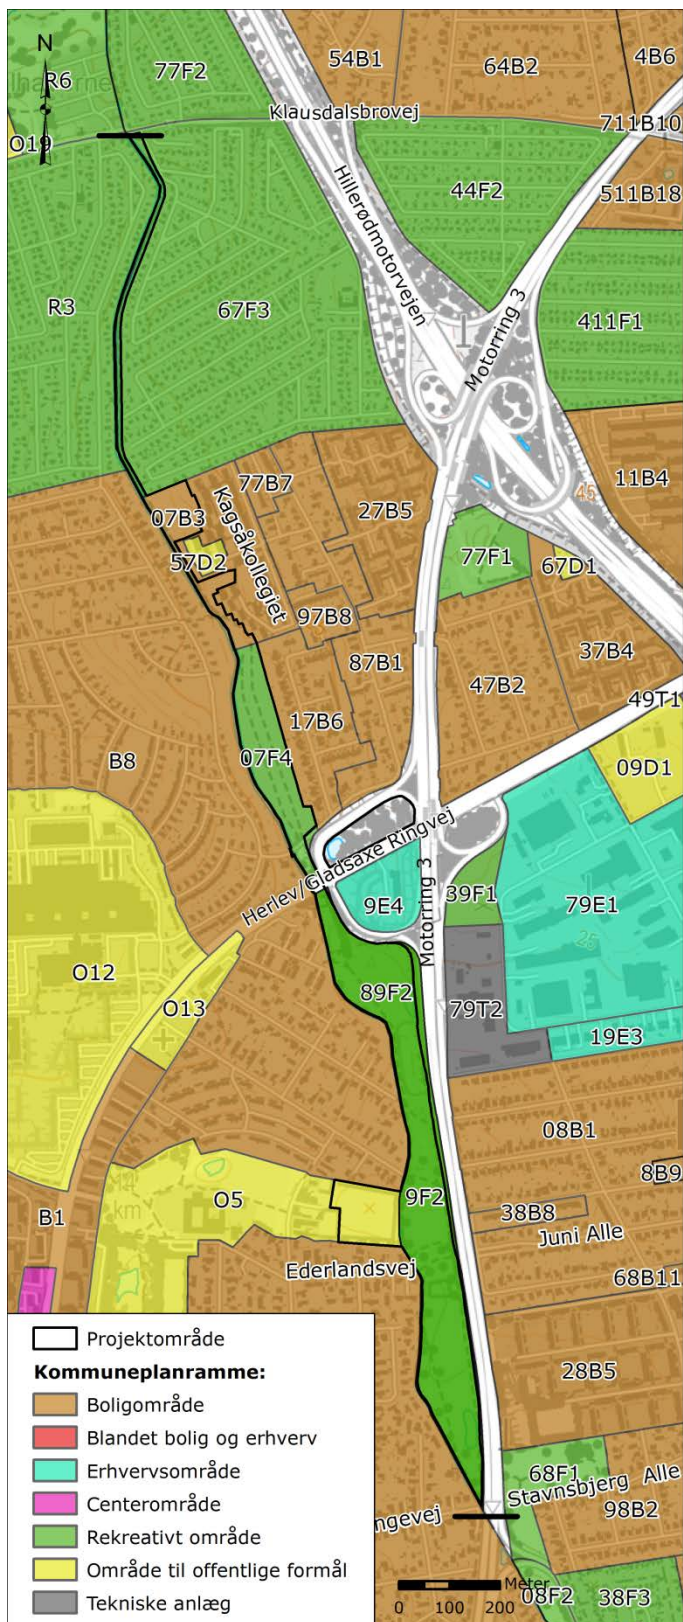 54B1
64B2
4B6
N
77F2
R6
Klausdalsbrovej
711B10
O19
44F2
511B18
Hillerødmotorvejen
R3
67F3
Motorring 3
411F1
77B7
11B4
45
07B3
27B5
Kagsåkollegiet
57D2
77F1
67D1
97B8
87B1
37B4
47B2
49T1
17B6
07F4
B8
09D1
Herlev/Gladsaxe Ringvej
9E4
39F1
79E1
Motorring 3
25
O12
89F2
O13
79T2
19E3
08B1
8B9
O5
9F2
38B8
B1
km
Juni Alle
Ederlandsvej
68B11
Projektområde
Kommuneplanramme:
28B5
Boligområde
Blandet bolig og erhverv
Erhvervsområde
68F1
Stavnsbjerg Alle
Centerområde
ngevej
98B2
Rekreativt område
Område til offentlige formål
Meter
08F2
38F3
Tekniske anlæg
0 100 200